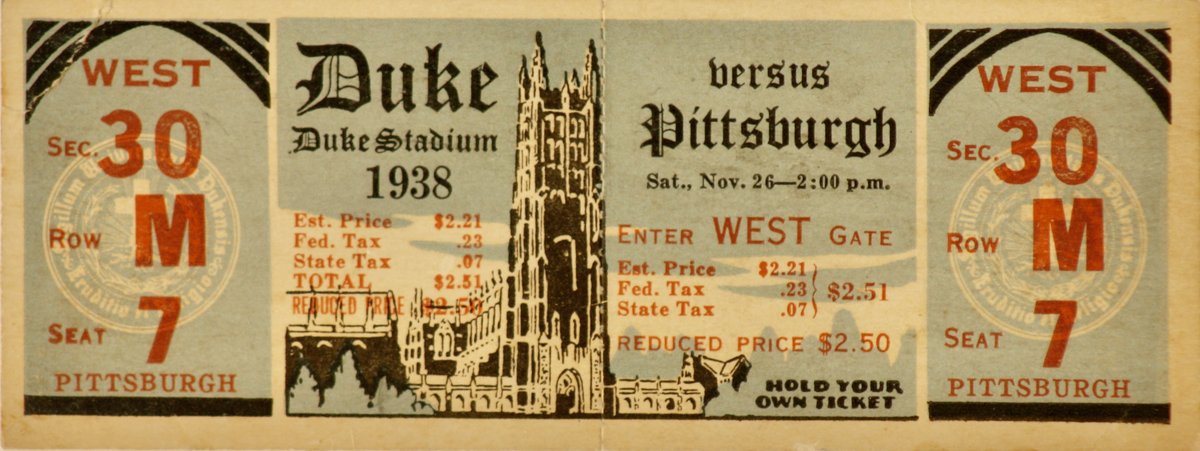 WEST
SEC. 30
ROW M
SEAT 7
PITTSBURGH
Duke
Duke Stadium
1938
Est. Price $2.21
Fed. Tax .23
State Tax .07
TOTAL $2.51
REDUCED PRICE $2.50
versus
Pittsburgh
Sat., Nov. 26—2:00 p.m.
ENTER WEST GATE
Est. Price $2.21
Fed. Tax .23 $2.51
State Tax .07
REDUCED PRICE $2.50
HOLD YOUR
OWN TICKET
WEST
SEC. 30
ROW M
SEAT 7
PITTSBURGH